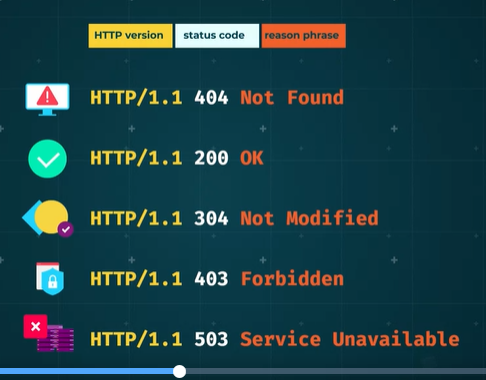 HTTP version status code reason phrase
HTTP/1.1 404 Not Found
HTTP/1.1 200 OK
HTTP/1.1 304 Not Modified
HTTP/1.1 403 Forbidden
HTTP/1.1 503 Service Unavailable